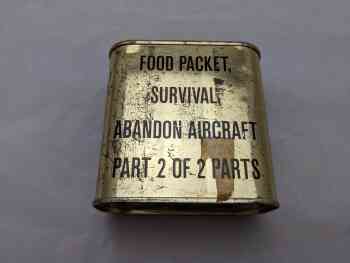 FOOD PACKET,
SURVIVAL,
ABANDON AIRCRAFT
PART 2 OF 2 PARTS